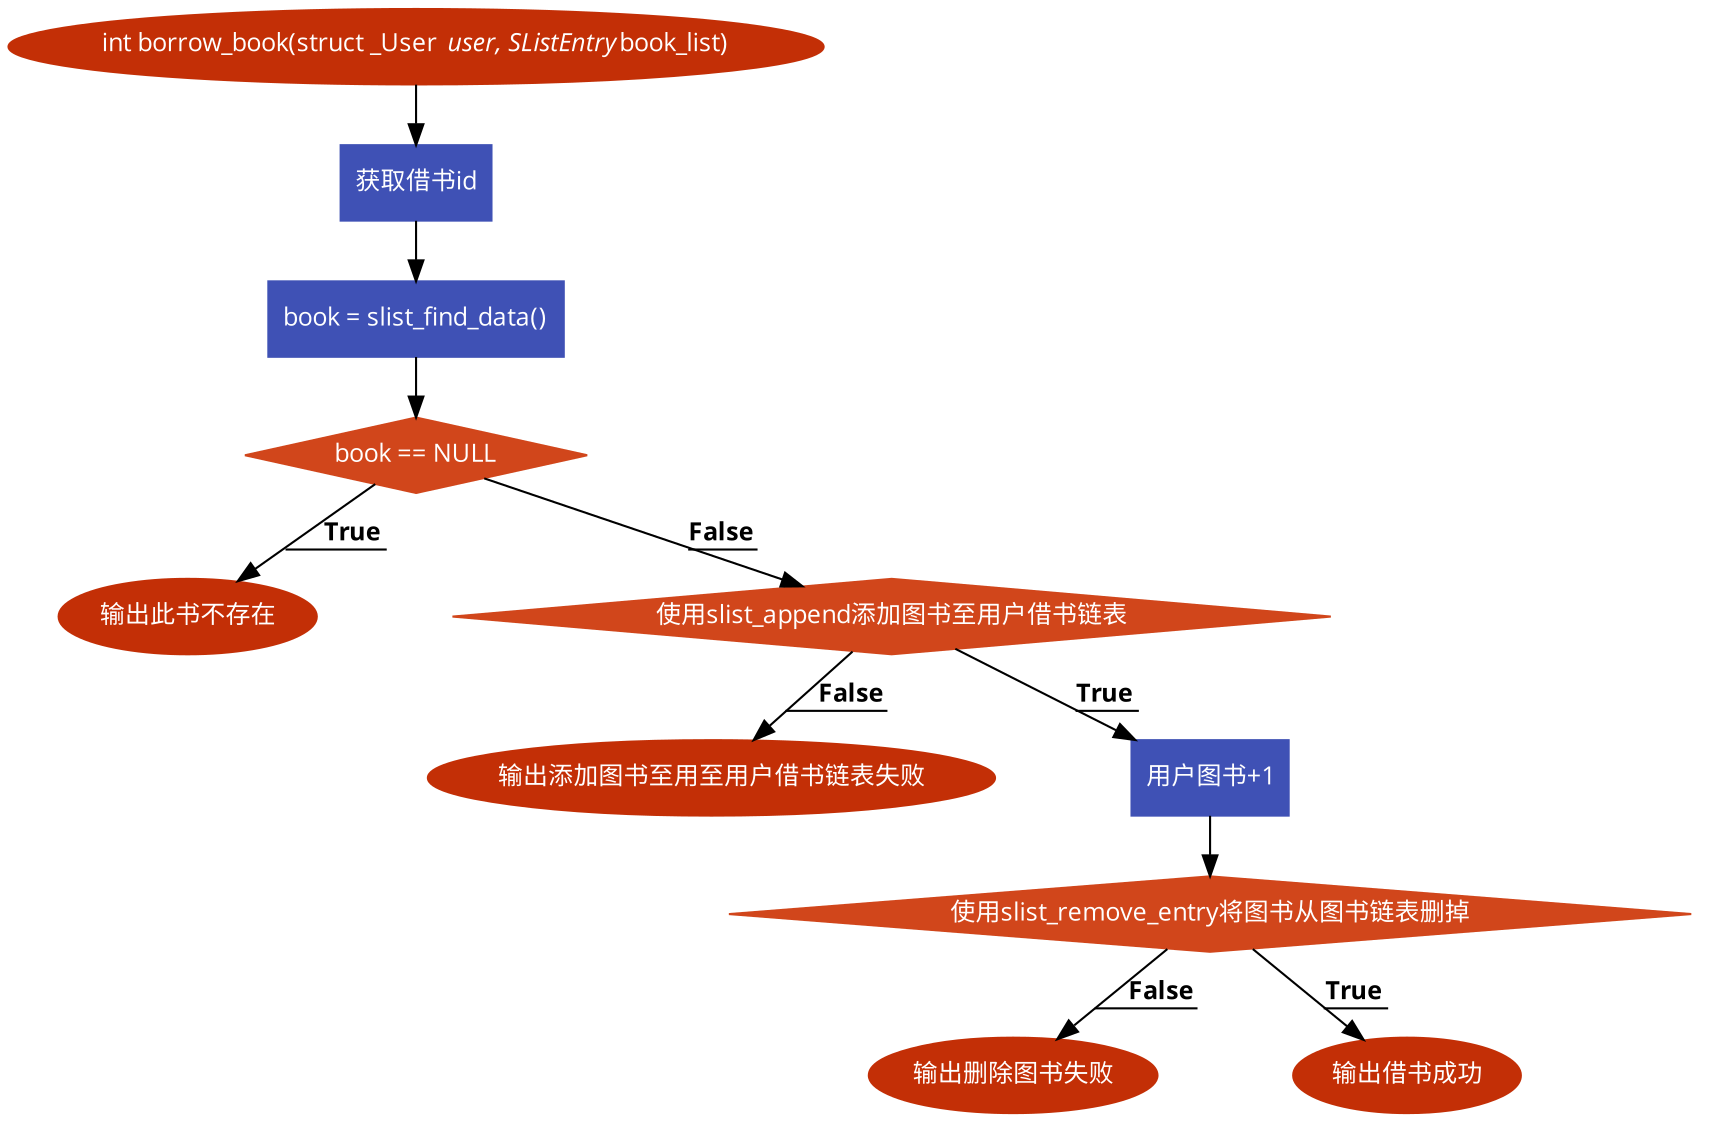 int borrow_book(struct _User user, SListEntrybook_list)
获取借书id
book = slist_find_data()
book == NULL
True
False
输出此书不存在
使用slist_append添加图书至用户借书链表
False
True
输出添加图书至用至用户借书链表失败
用户图书+1
使用slist_remove_entry将图书从图书链表删掉
False
True
输出删除图书失败
输出借书成功